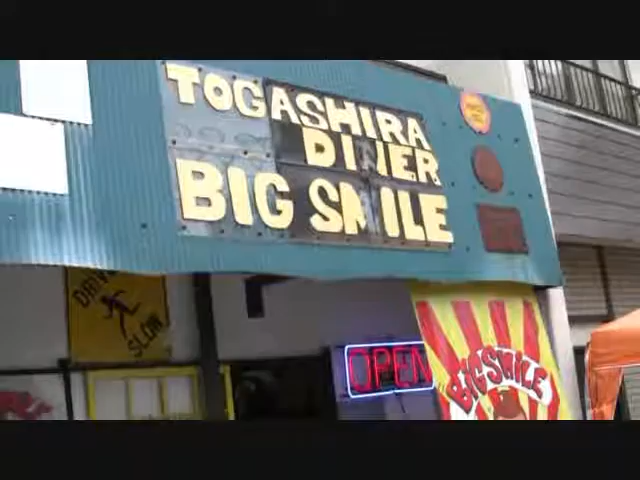 TOGASHIRA
DINER
BIG SMILE
DRIVE
SLOW
OPEN
BIG SMILE